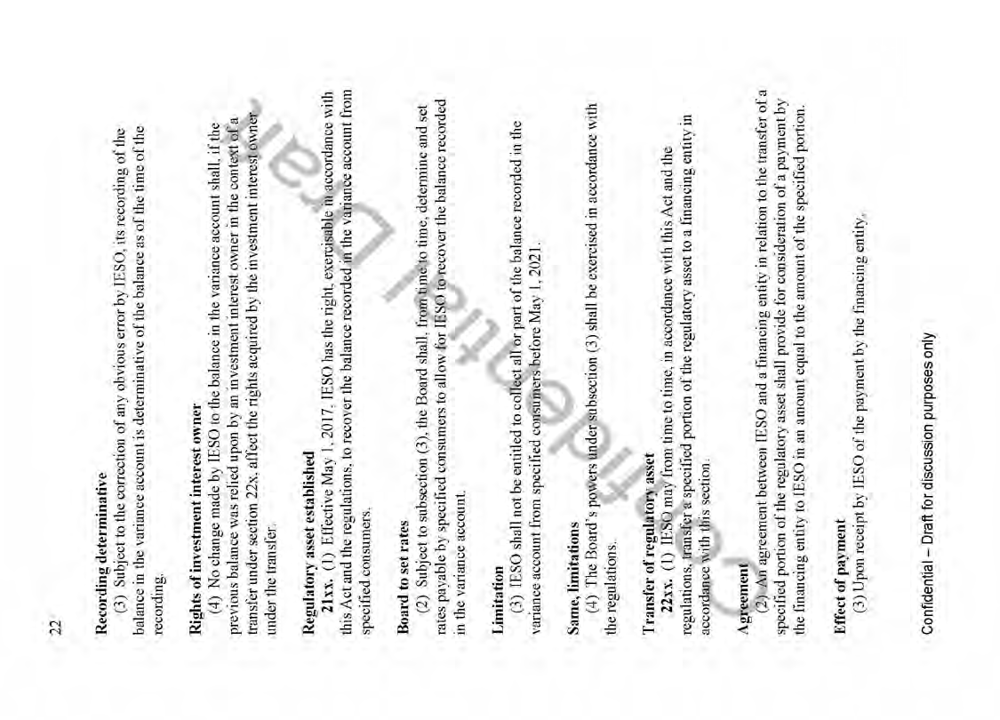 22
Recording determinative
(3) Subject to the correction of any obvious error by IESO, its recording of the
balance in the variance account is determinative of the balance as of the time of the
recording.
Rights of investment interest owner
(4) No change made by IESO to the balance in the variance account shall, if the
previous balance was relied upon by an investment interest owner in the context of a
transfer under section 22x, affect the rights acquired by the investment interest owner
under the transfer.
Regulatory asset established
21xx. (1) Effective May 1, 2017, IESO has the right, exercisable in accordance with
this Act and the regulations, to recover the balance recorded in the variance account from
specified consumers.
Board to set rates
(2) Subject to subsection (3), the Board shall, from time to time, determine and set
rates payable by specified consumers to allow for IESO to recover the balance recorded
in the variance account.
Limitation
(3) IESO shall not be entitled to collect all or part of the balance recorded in the
variance account from specified consumers before May 1, 2021.
Same, limitations
(4) The Board's powers under subsection (3) shall be exercised in accordance with
the regulations.
Transfer of regulatory asset
22xx. (1) IESO may from time to time, in accordance with this Act and the
regulations, transfer a specified portion of the regulatory asset to a financing entity in
accordance with this section.
Agreement
(2) An agreement between IESO and a financing entity in relation to the transfer of a
specified portion of the regulatory asset shall provide for consideration of a payment by
the financing entity to IESO in an amount equal to the amount of the specified portion.
Effect of payment
(3) Upon receipt by IESO of the payment by the financing entity,
Confidential – Draft for discussion purposes only
Confidential Draft